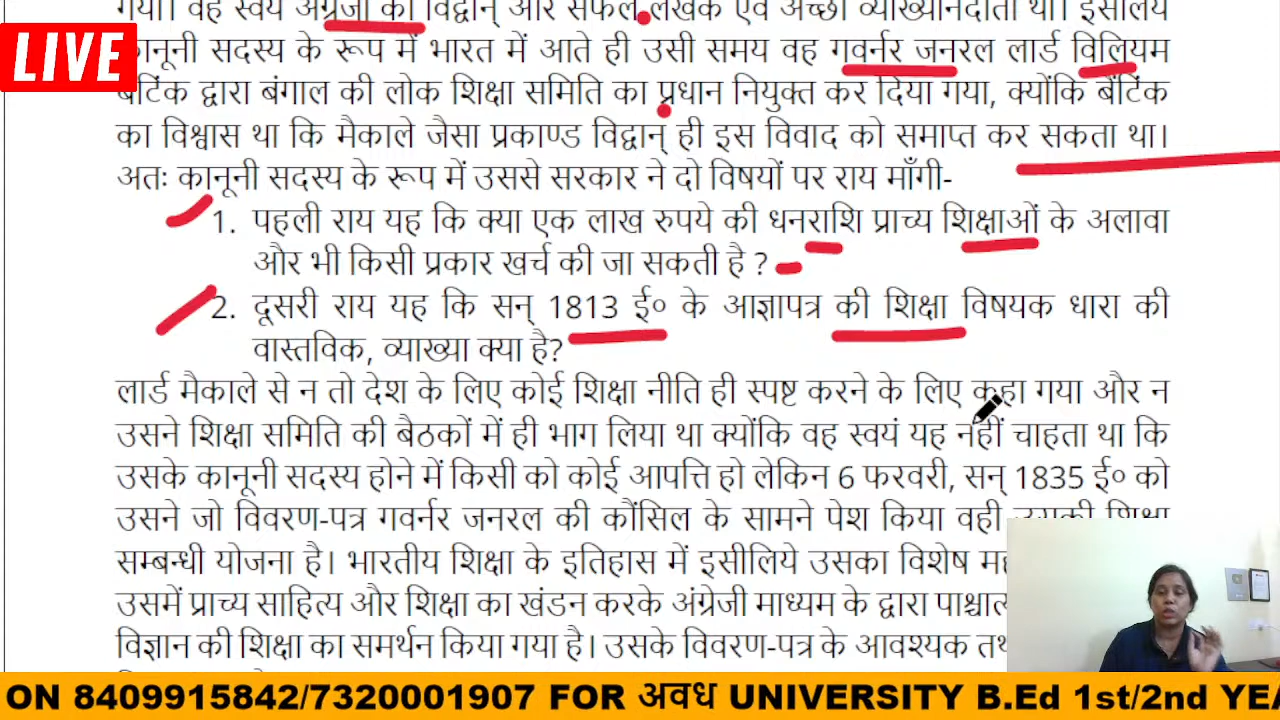 गया। वह स्वयं अंग्रेजी का विद्वान् और सफल लेखक एवं अच्छा व्याख्यानदाता था। इसीलिये
LIVE
कानूनी सदस्य के रूप में भारत में आते ही उसी समय वह गवर्नर जनरल लार्ड विलियम
बेंटिंक द्वारा बंगाल की लोक शिक्षा समिति का प्रधान नियुक्त कर दिया गया, क्योंकि बेंटिंक
का विश्वास था कि मैकाले जैसा प्रकाण्ड विद्वान् ही इस विवाद को समाप्त कर सकता था।
अतः कानूनी सदस्य के रूप में उससे सरकार ने दो विषयों पर राय माँगी-
1. पहली राय यह कि क्या एक लाख रुपये की धनराशि प्राच्य शिक्षाओं के अलावा
और भी किसी प्रकार खर्च की जा सकती है ?
2. दूसरी राय यह कि सन् 1813 ई० के आज्ञापत्र की शिक्षा विषयक धारा की
वास्तविक, व्याख्या क्या है?
लार्ड मैकाले से न तो देश के लिए कोई शिक्षा नीति ही स्पष्ट करने के लिए कहा गया और न
उसने शिक्षा समिति की बैठकों में ही भाग लिया था क्योंकि वह स्वयं यह नहीं चाहता था कि
उसके कानूनी सदस्य होने में किसी को कोई आपत्ति हो लेकिन 6 फरवरी, सन् 1835 ई० को
उसने जो विवरण-पत्र गवर्नर जनरल की कौंसिल के सामने पेश किया वही उसकी शिक्षा
सम्बन्धी योजना है। भारतीय शिक्षा के इतिहास में इसीलिये उसका विशेष
उसमें प्राच्य साहित्य और शिक्षा का खंडन करके अंग्रेजी माध्यम के द्वारा
विज्ञान की शिक्षा का समर्थन किया गया है। उसके विवरण-पत्र के आवश्यक
ON 8409915842/7320001907 FOR अवध UNIVERSITY B.Ed 1st/2nd YEA